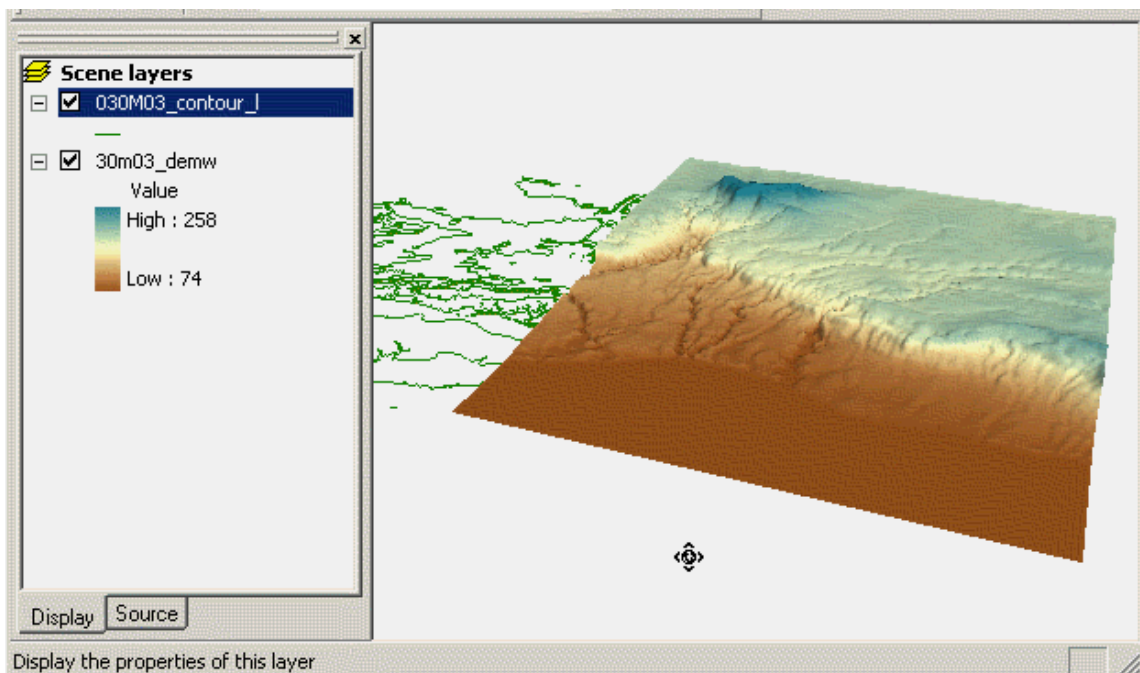 Scene layers
030M03_contour_l
30m03_demw
Value
High : 258
Low : 74
Display
Source
Display the properties of this layer